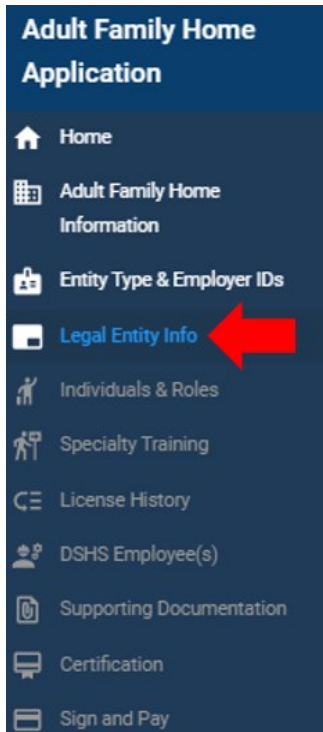 Adult Family Home
Application
Home
Adult Family Home
Information
Entity Type & Employer IDs
Legal Entity Info
Individuals & Roles
Specialty Training
License History
DSHS Employee(s)
Supporting Documentation
Certification
Sign and Pay